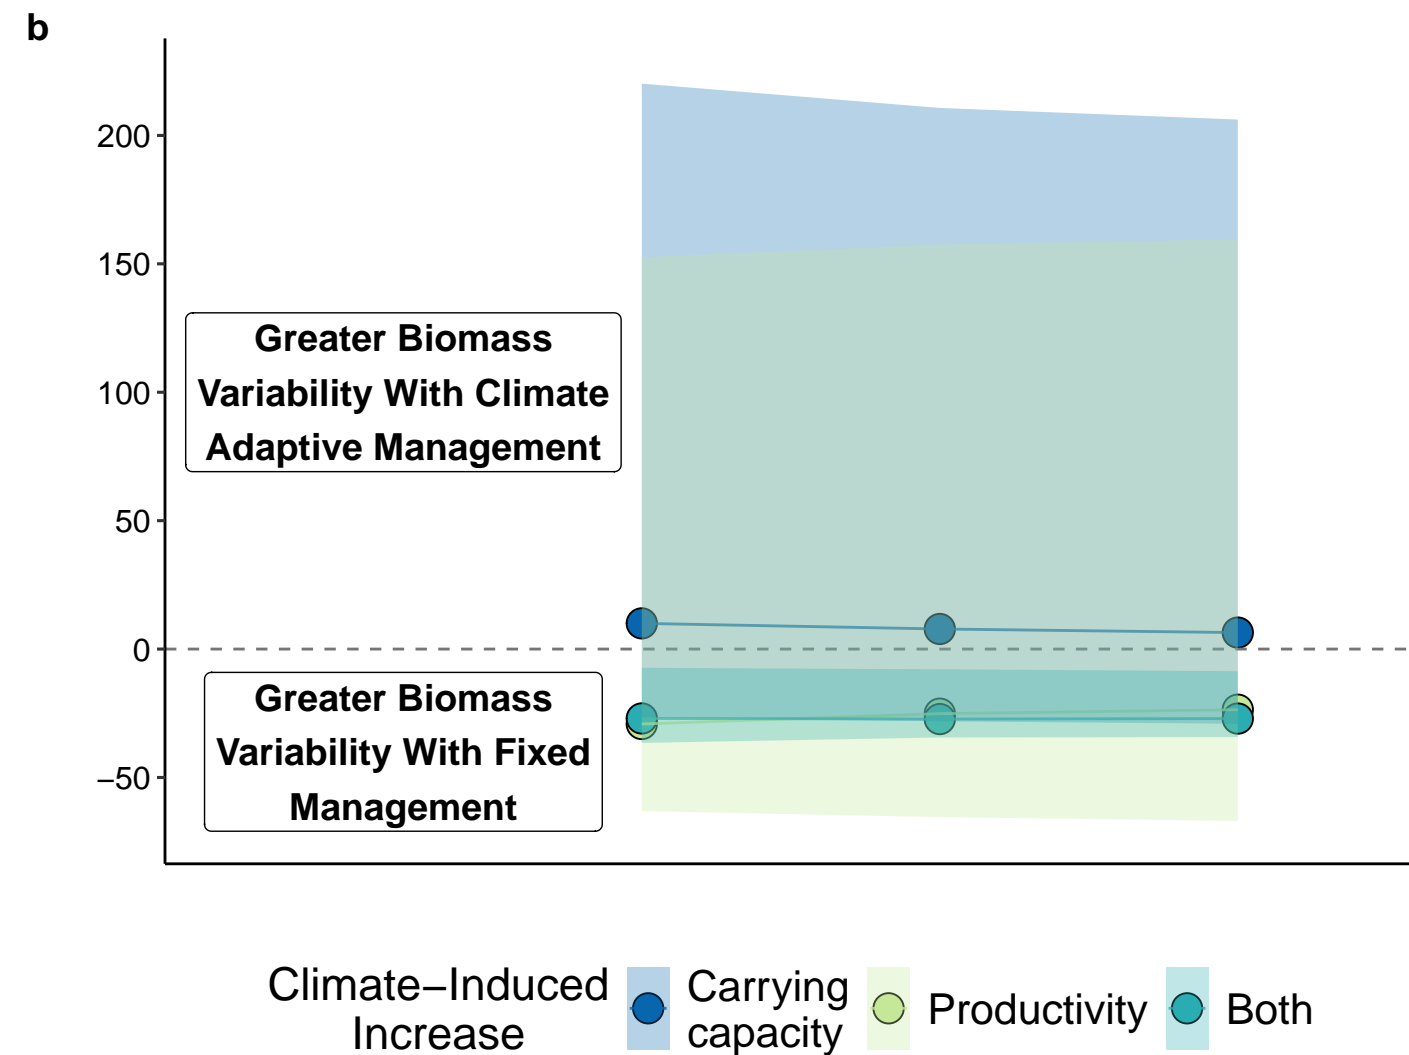 b
200
150
100
50
0
−50
Greater Biomass
Variability With Climate
Adaptive Management
Greater Biomass
Variability With Fixed
Management
Climate−Induced
Increase
Carrying
capacity
Productivity
Both